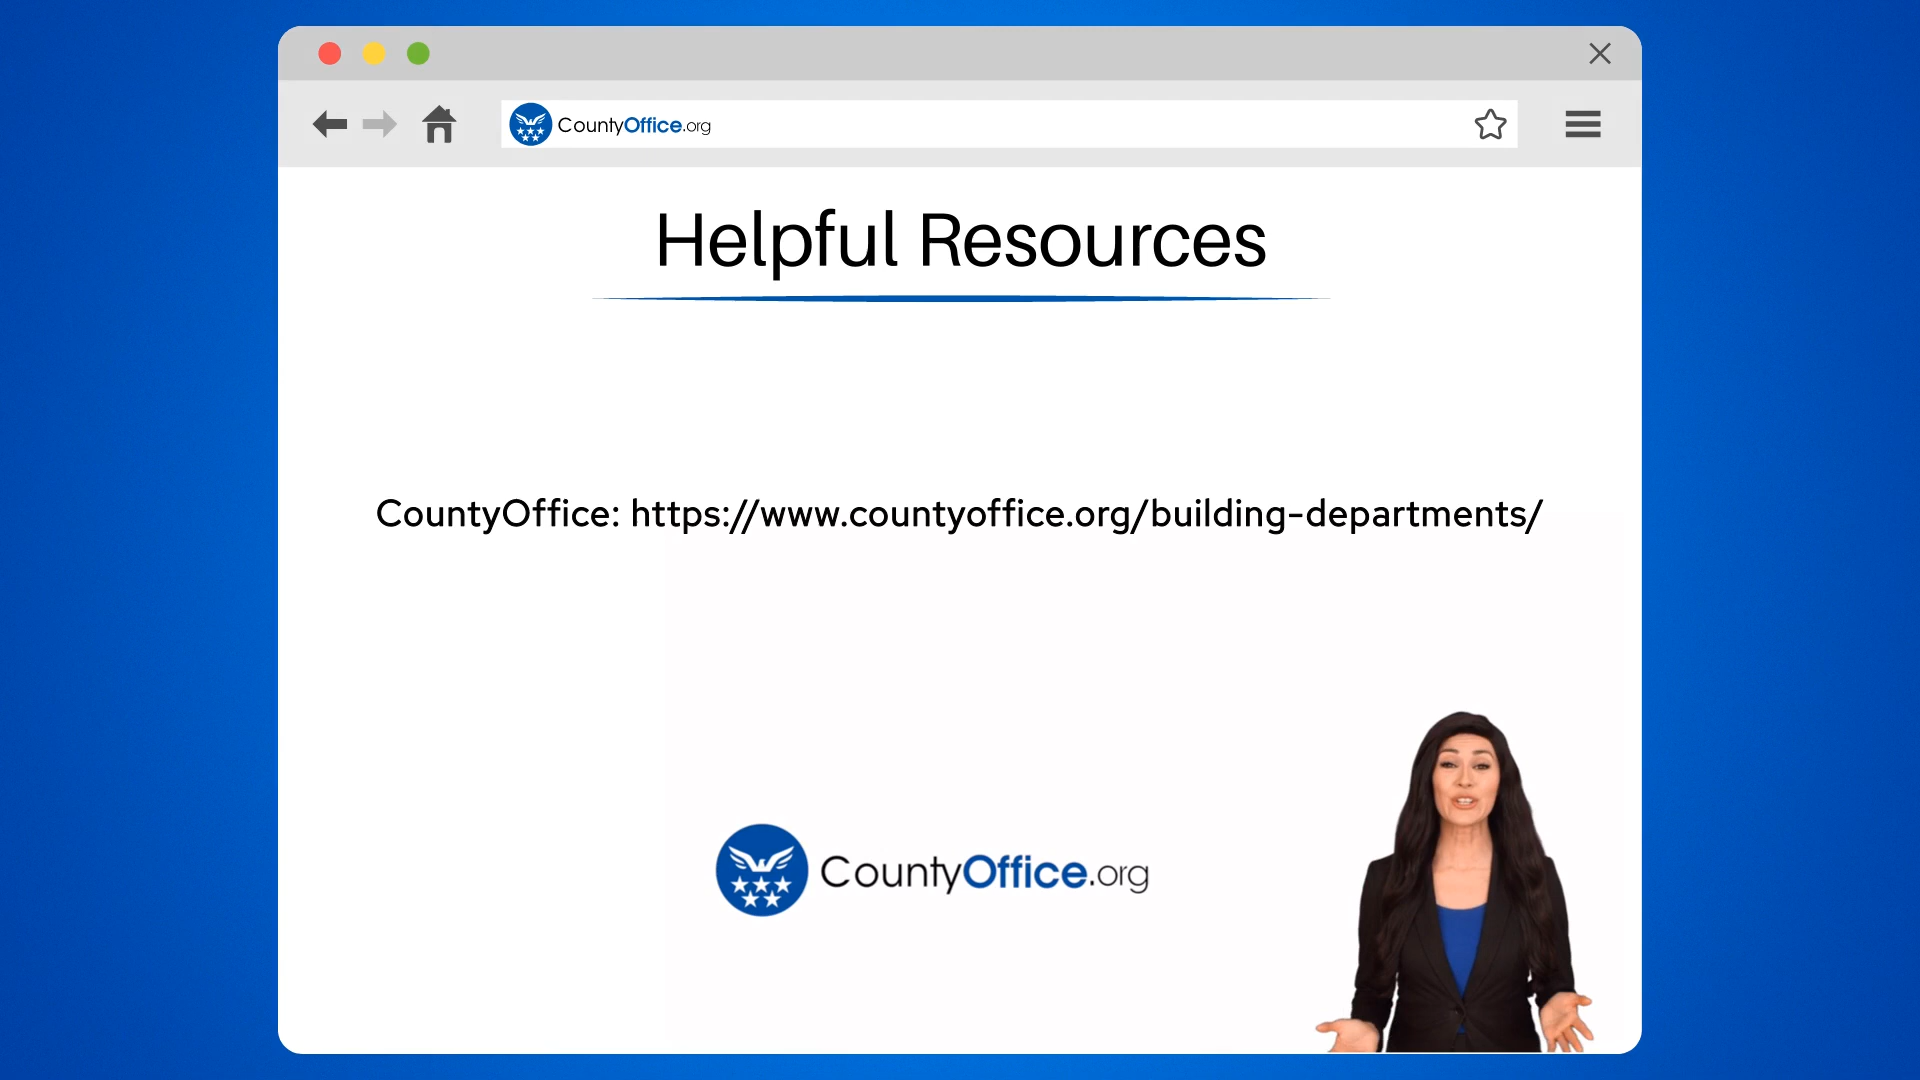 CountyOffice.org
Helpful Resources
CountyOffice: https://www.countyoffice.org/building-departments/
CountyOffice.org